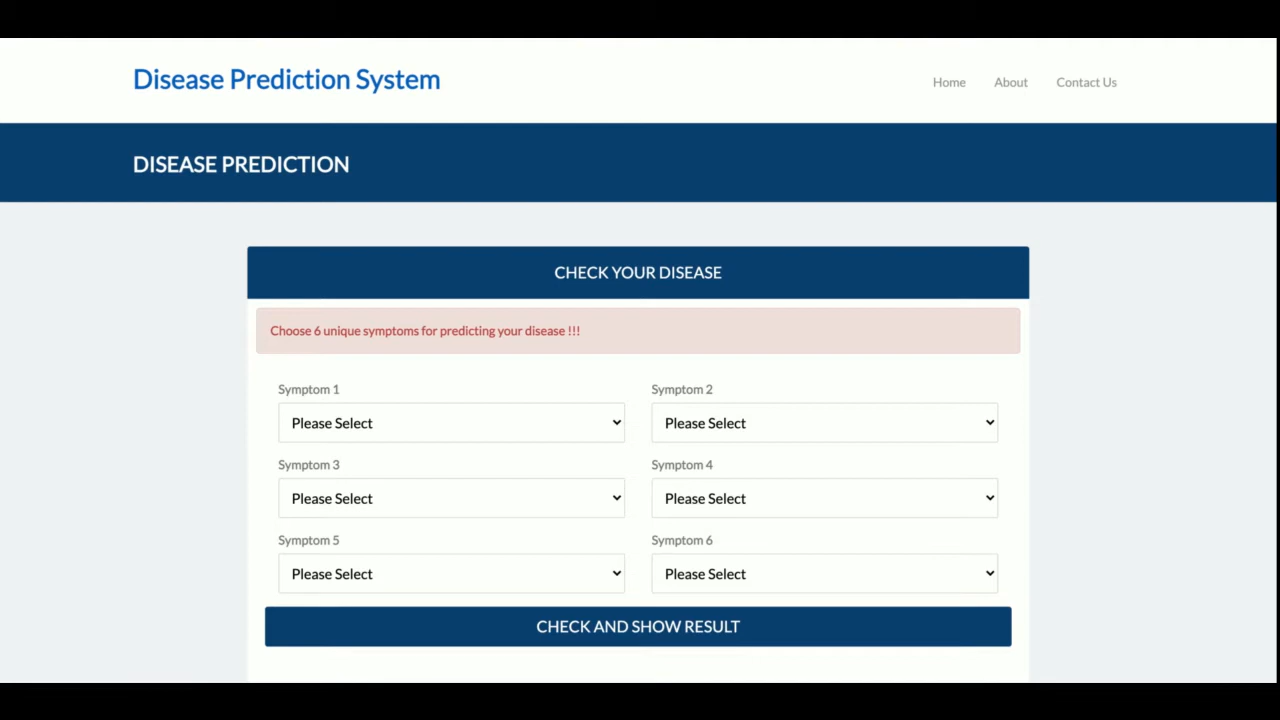 Disease Prediction System
Home About Contact Us
DISEASE PREDICTION
CHECK YOUR DISEASE
Choose 6 unique symptoms for predicting your disease !!!
Symptom 1 Symptom 2
Please Select Please Select
Symptom 3 Symptom 4
Please Select Please Select
Symptom 5 Symptom 6
Please Select Please Select
CHECK AND SHOW RESULT